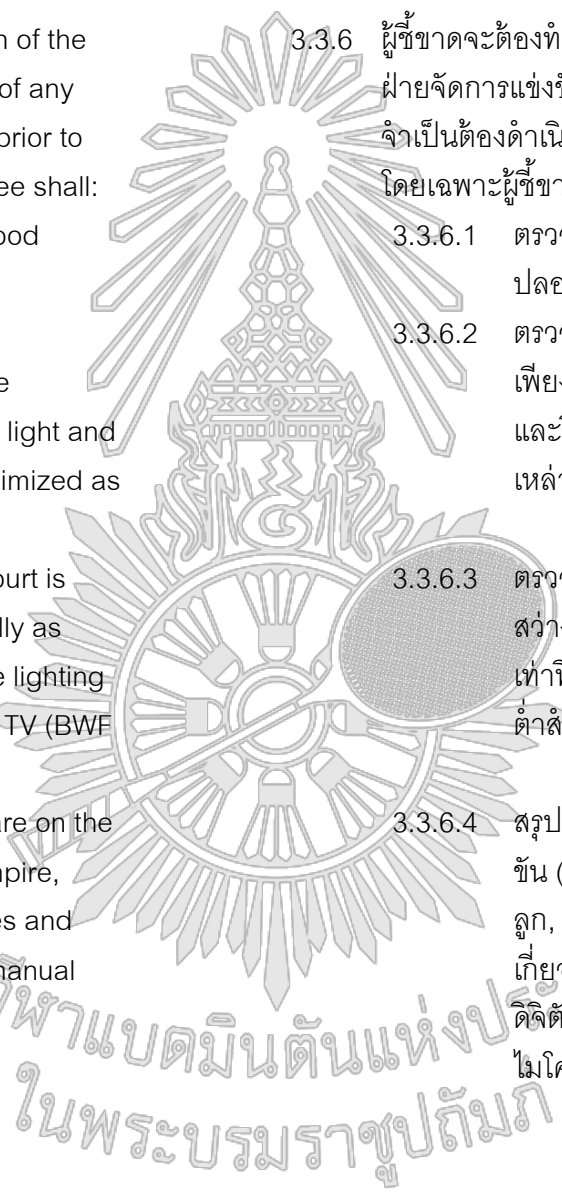 n of the
of any
prior to
ee shall:
ood
e
light and
imized as
ourt is
lly as
e lighting
TV (BWF
are on the
npire,
es and
manual
3.3.6 ผู้ชี้ขาดจะต้องทำ
ฝ่ายจัดการแข่งขั
จำเป็นต้องดำเนิ
โดยเฉพาะผู้ชี้ขา
3.3.6.1 ตรวจ
ปลอ
3.3.6.2 ตรวจ
เพียง
และ
เหล่า
3.3.6.3 ตรวจ
สว่าง
เท่าที่
ต่ำสำ
3.3.6.4 สรุป
ขัน (
ลูก,
เกี่ยว
ดิจิตั
ไมโค
กีฬาแบดมินตันแห่งประ
ในพระบรมราชูปถัมภ์